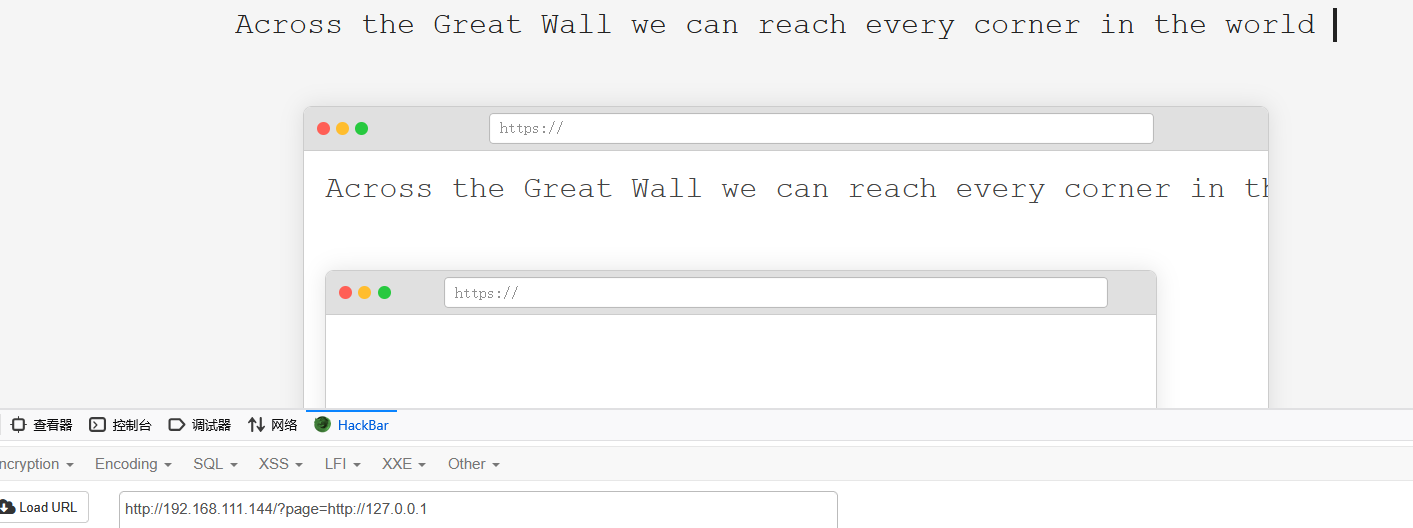 Across the Great Wall we can reach every corner in the world
https://
Across the Great Wall we can reach every corner in th
https://
查看器 控制台 调试器 网络 HackBar
ncryption Encoding SQL XSS LFI XXE Other
Load URL http://192.168.111.144/?page=http://127.0.0.1